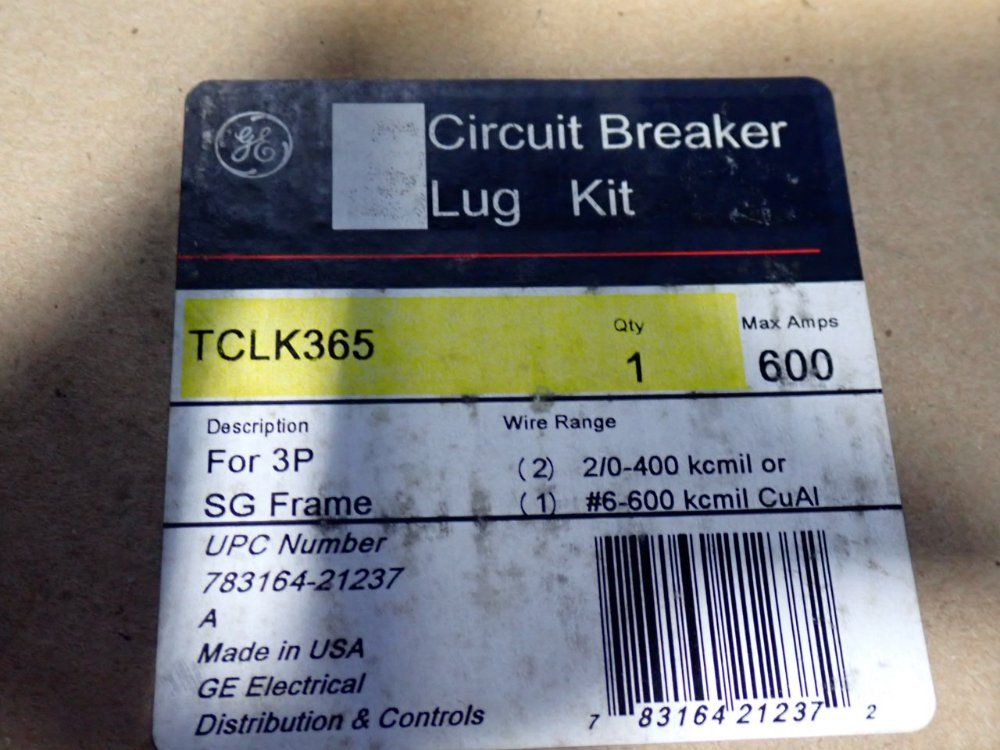 GE
Circuit Breaker
Lug Kit
TCLK365
Qty
1
Max Amps
600
Description
For 3P
SG Frame
Wire Range
(2) 2/0-400 kcmil or
(1) #6-600 kcmil CuAl
UPC Number
783164-21237
A
Made in USA
GE Electrical
Distribution & Controls
7 83164 21237 2